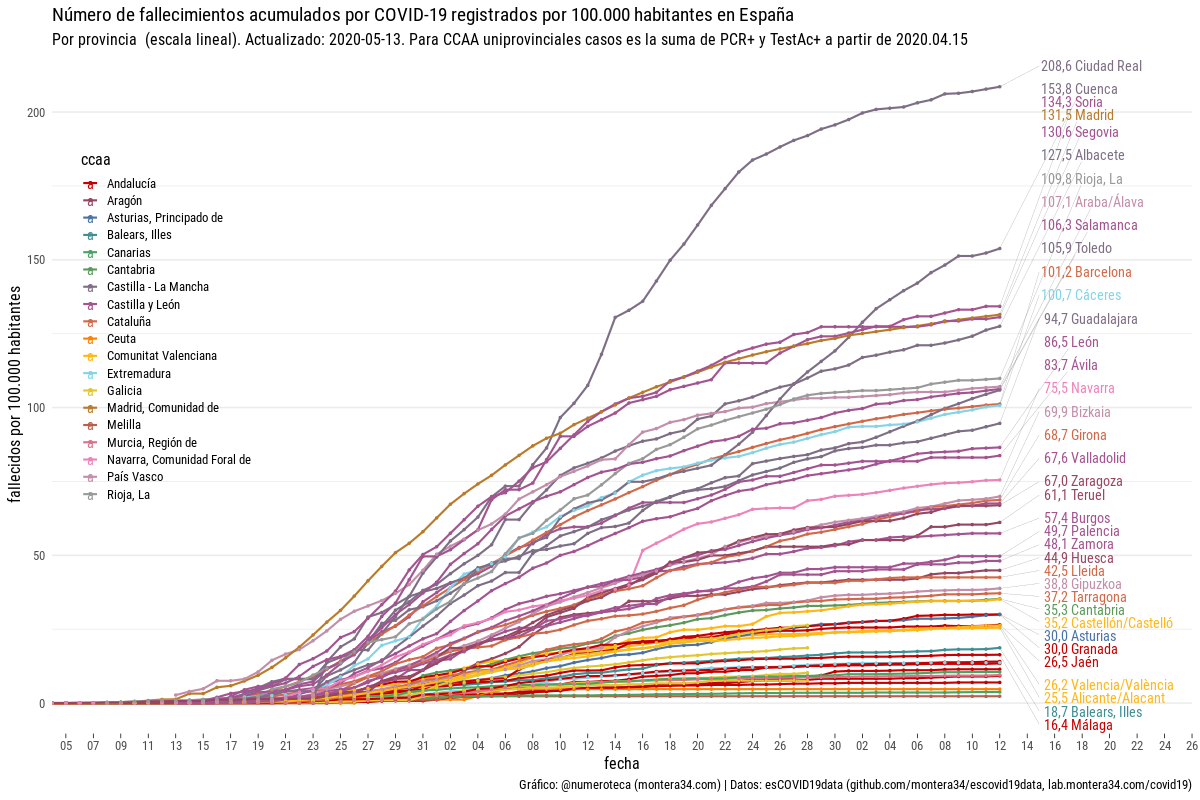 Número de fallecimientos acumulados por COVID-19 registrados por 100.000 habitantes en España
Por provincia  (escala lineal). Actualizado: 2020-05-13. Para CCAA uniprovinciales casos es la suma de PCR+ y TestAc+ a partir de 2020.04.15
fallecidos por 100.000 habitantes
200
150
100
50
0
ccaa
Andalucía
Aragón
Asturias, Principado de
Balears, Illes
Canarias
Cantabria
Castilla - La Mancha
Castilla y León
Cataluña
Ceuta
Comunitat Valenciana
Extremadura
Galicia
Madrid, Comunidad de
Melilla
Murcia, Región de
Navarra, Comunidad Foral de
País Vasco
Rioja, La
208,6 Ciudad Real
153,8 Cuenca
134,3 Soria
131,5 Madrid
130,6 Segovia
127,5 Albacete
109,8 Rioja, La
107,1 Araba/Álava
106,3 Salamanca
105,9 Toledo
101,2 Barcelona
100,7 Cáceres
94,7 Guadalajara
86,5 León
83,7 Ávila
75,5 Navarra
69,9 Bizkaia
68,7 Girona
67,6 Valladolid
67,0 Zaragoza
61,1 Teruel
57,4 Burgos
49,7 Palencia
48,1 Zamora
44,9 Huesca
42,5 Lleida
38,8 Gipuzkoa
37,2 Tarragona
35,3 Cantabria
35,2 Castellón/Castelló
30,0 Asturias
30,0 Granada
26,5 Jaén
26,2 Valencia/València
25,5 Alicante/Alacant
18,7 Balears, Illes
16,4 Málaga
05 07 09 11 13 15 17 19 21 23 25 27 29 31 02 04 06 08 10 12 14 16 18 20 22 24 26 28 30 02 04 06 08 10 12 14 16 18 20 22 24 26
fecha
Gráfico: @numeroteca (montera34.com) | Datos: esCOVID19data (github.com/montera34/escovid19data, lab.montera34.com/covid19)